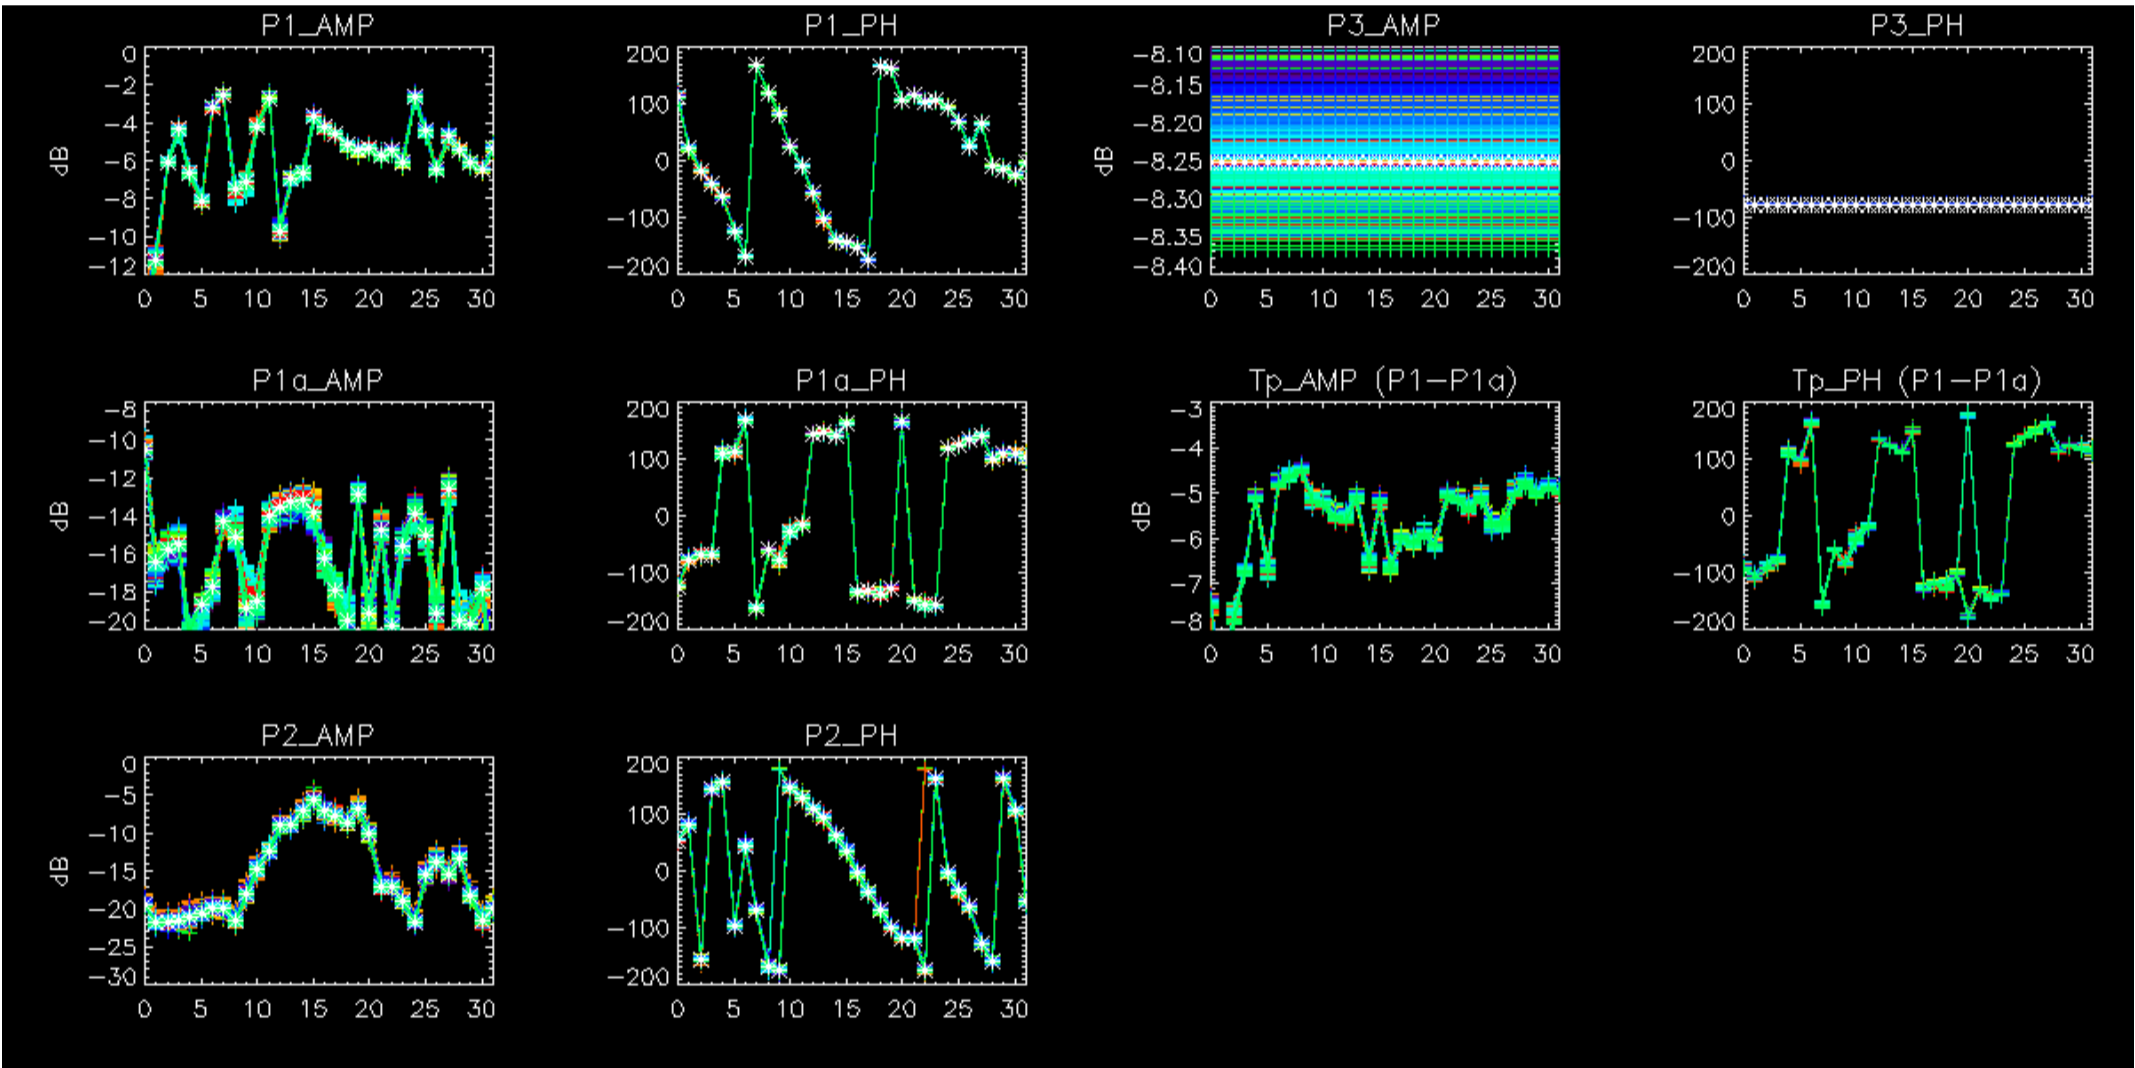 P1_AMP
P1_PH
P3_AMP
P3_PH
0
-2
-4
-6
-8
-10
-12
dB
0 5 10 15 20 25 30
200
100
0
-100
-200
0 5 10 15 20 25 30
-8.10
-8.15
-8.20
-8.25
-8.30
-8.35
-8.40
dB
0 5 10 15 20 25 30
200
100
0
-100
-200
0 5 10 15 20 25 30
P1a_AMP
P1a_PH
Tp_AMP (P1-P1a)
Tp_PH (P1-P1a)
-8
-10
-12
-14
-16
-18
-20
dB
0 5 10 15 20 25 30
200
100
0
-100
-200
0 5 10 15 20 25 30
-3
-4
-5
-6
-7
-8
dB
0 5 10 15 20 25 30
200
100
0
-100
-200
0 5 10 15 20 25 30
P2_AMP
P2_PH
0
-5
-10
-15
-20
-25
-30
dB
0 5 10 15 20 25 30
200
100
0
-100
-200
0 5 10 15 20 25 30